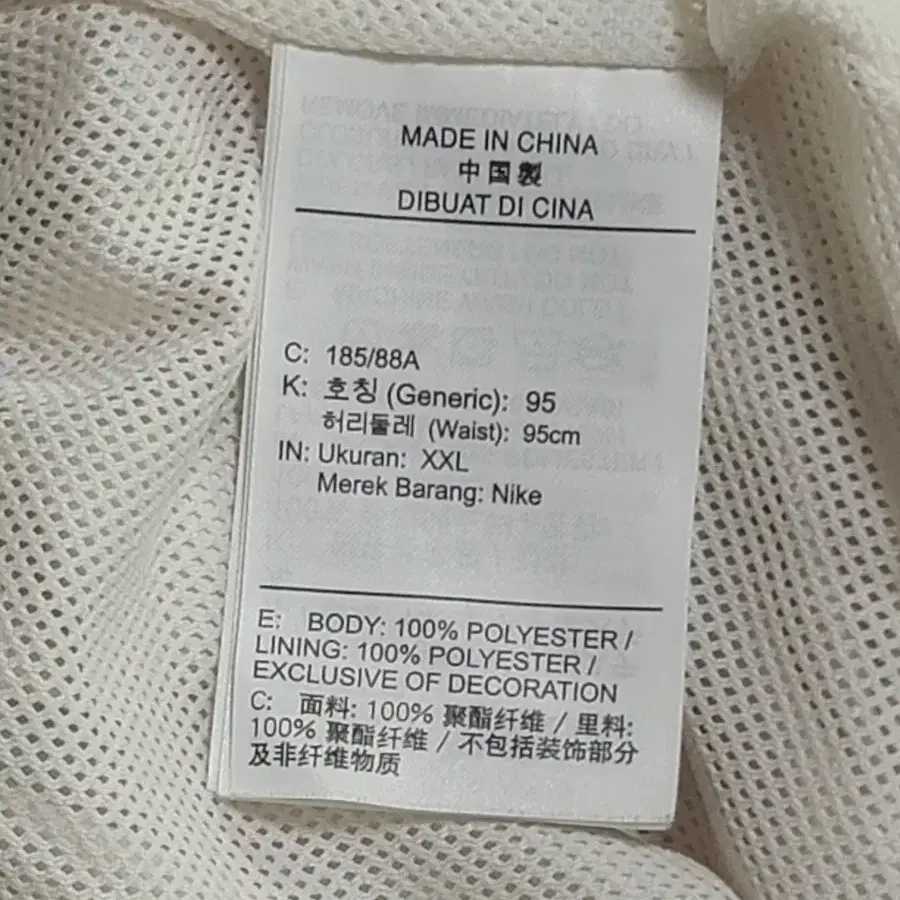 MADE IN CHINA
中国製
DIBUAT DI CINA
C: 185/88A
K: 호칭 (Generic): 95
허리둘레 (Waist): 95cm
IN: Ukuran: XXL
Merek Barang: Nike
E: BODY: 100% POLYESTER /
LINING: 100% POLYESTER /
EXCLUSIVE OF DECORATION
C: 面料: 100% 聚酯纤维 / 里料:
100% 聚酯纤维 / 不包括装饰部分
及非纤维物质